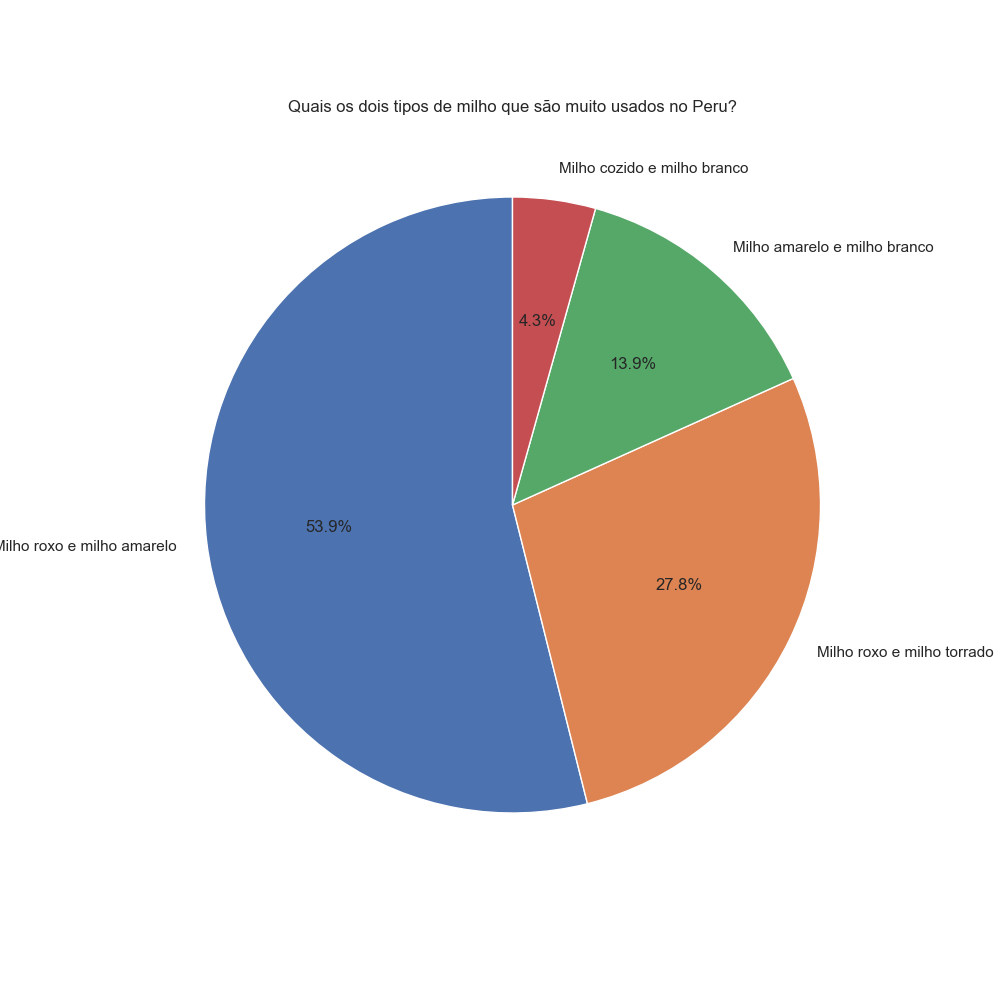 Quais os dois tipos de milho que são muito usados no Peru?
Milho cozido e milho branco
Milho amarelo e milho branco
4.3%
13.9%
53.9%
Milho roxo e milho amarelo
27.8%
Milho roxo e milho torrado